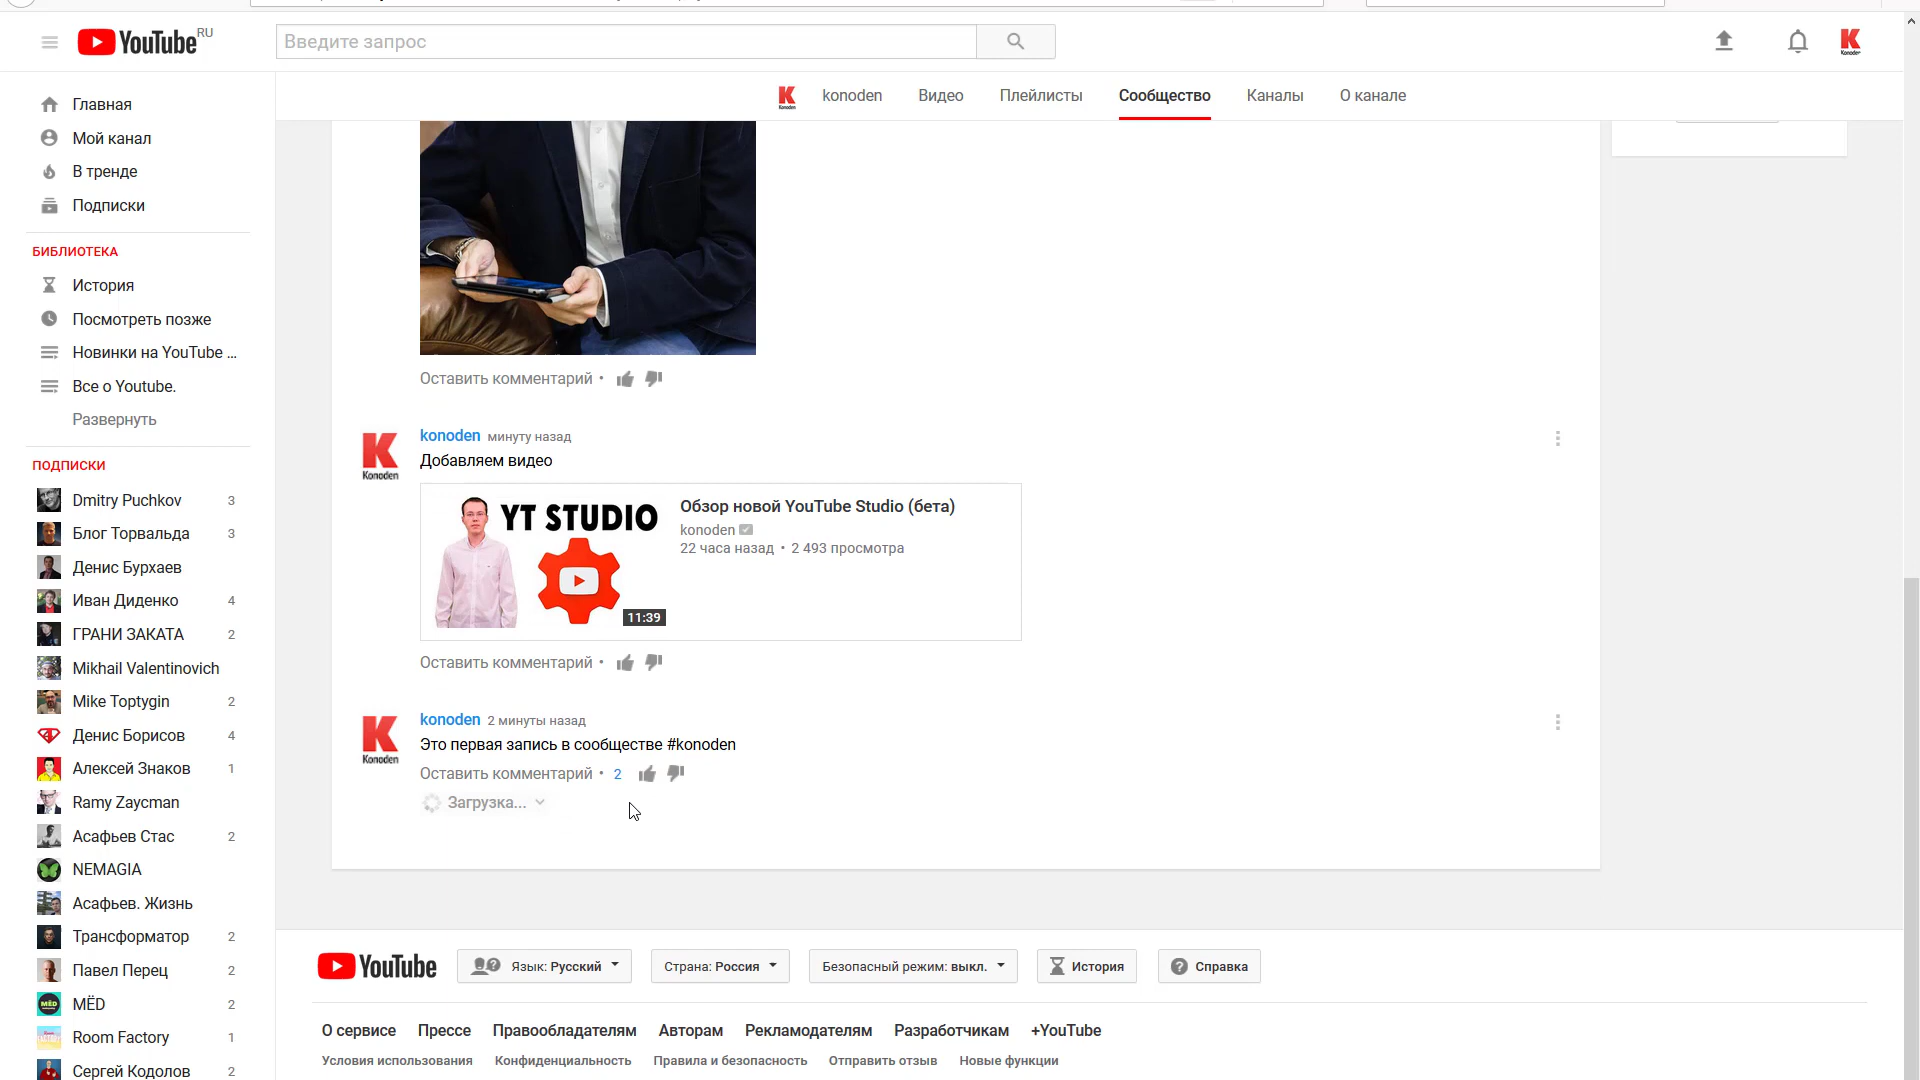 YouTube RU
Введите запрос
konoden Видео Плейлисты Сообщество Каналы О канале
Главная
Мой канал
В тренде
Подписки
БИБЛИОТЕКА
История
Посмотреть позже
Новинки на YouTube ...
Все о Youtube.
Развернуть
ПОДПИСКИ
Dmitry Puchkov 3
Блог Торвальда 3
Денис Бурхаев
Иван Диденко 4
ГРАНИ ЗАКАТА 2
Mikhail Valentinovich
Mike Toptygin 2
Денис Борисов 4
Алексей Знаков 1
Ramy Zaycman
Асафьев Стас 2
NEMAGIA
Асафьев. Жизнь
Трансформатор 2
Павел Перец 2
MЁD 2
Room Factory 1
Сергей Кодолов 2
Оставить комментарий •
K Konoden
konoden минуту назад
Добавляем видео
YT STUDIO
11:39
Обзор новой YouTube Studio (бета)
konoden
22 часа назад • 2 493 просмотра
Оставить комментарий •
K Konoden
konoden 2 минуты назад
Это первая запись в сообществе #konoden
Оставить комментарий • 2
Загрузка...
YouTube Язык: Русский Страна: Россия Безопасный режим: выкл. История Справка
О сервисе Пресса Правообладателям Авторам Рекламодателям Разработчикам +YouTube
Условия использования Конфиденциальность Правила и безопасность Отправить отзыв Новые функции